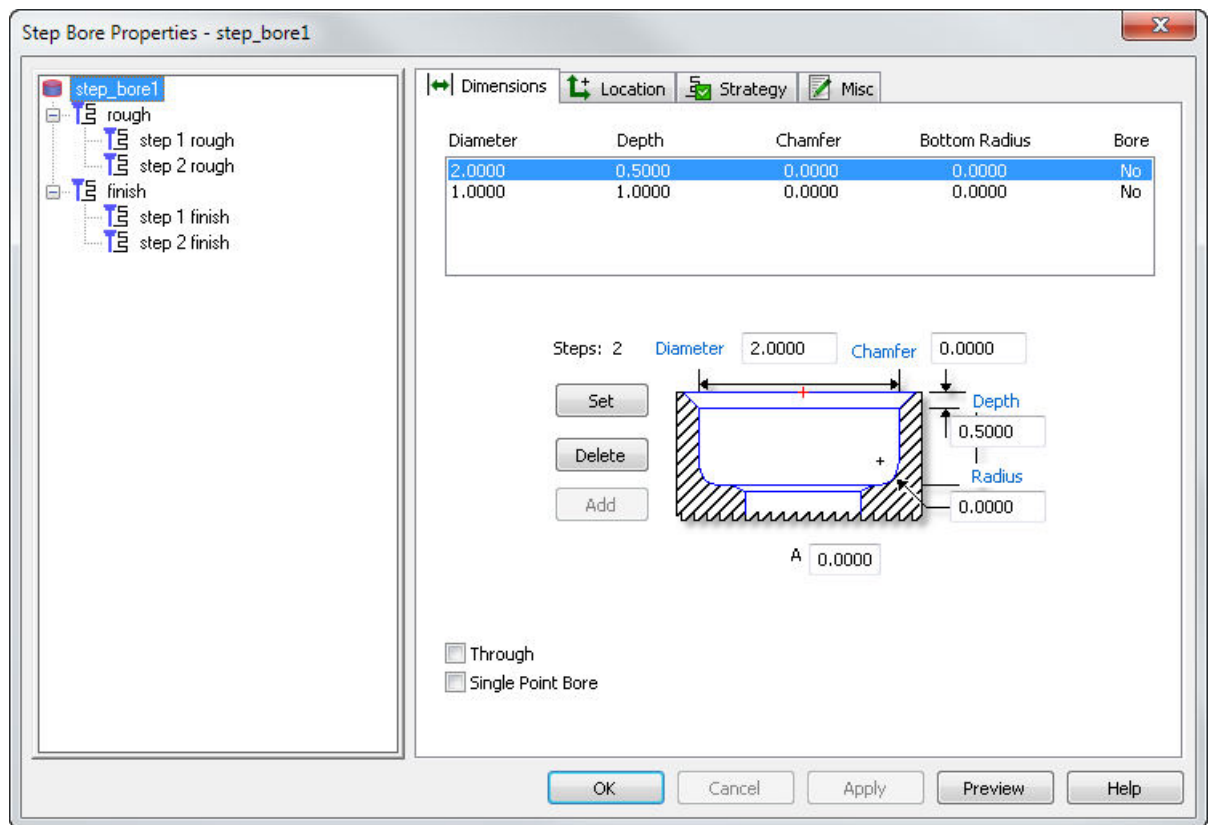 Step Bore Properties - step_bore1
step_bore1
rough
step 1 rough
step 2 rough
finish
step 1 finish
step 2 finish
Dimensions Location Strategy Misc
Diameter Depth Chamfer Bottom Radius Bore
2.0000 0.5000 0.0000 0.0000 No
1.0000 1.0000 0.0000 0.0000 No
Steps: 2 Diameter 2.0000 Chamfer 0.0000
Set
Depth
0.5000
Delete
Radius
Add
0.0000
A 0.0000
Through
Single Point Bore
OK Cancel Apply Preview Help